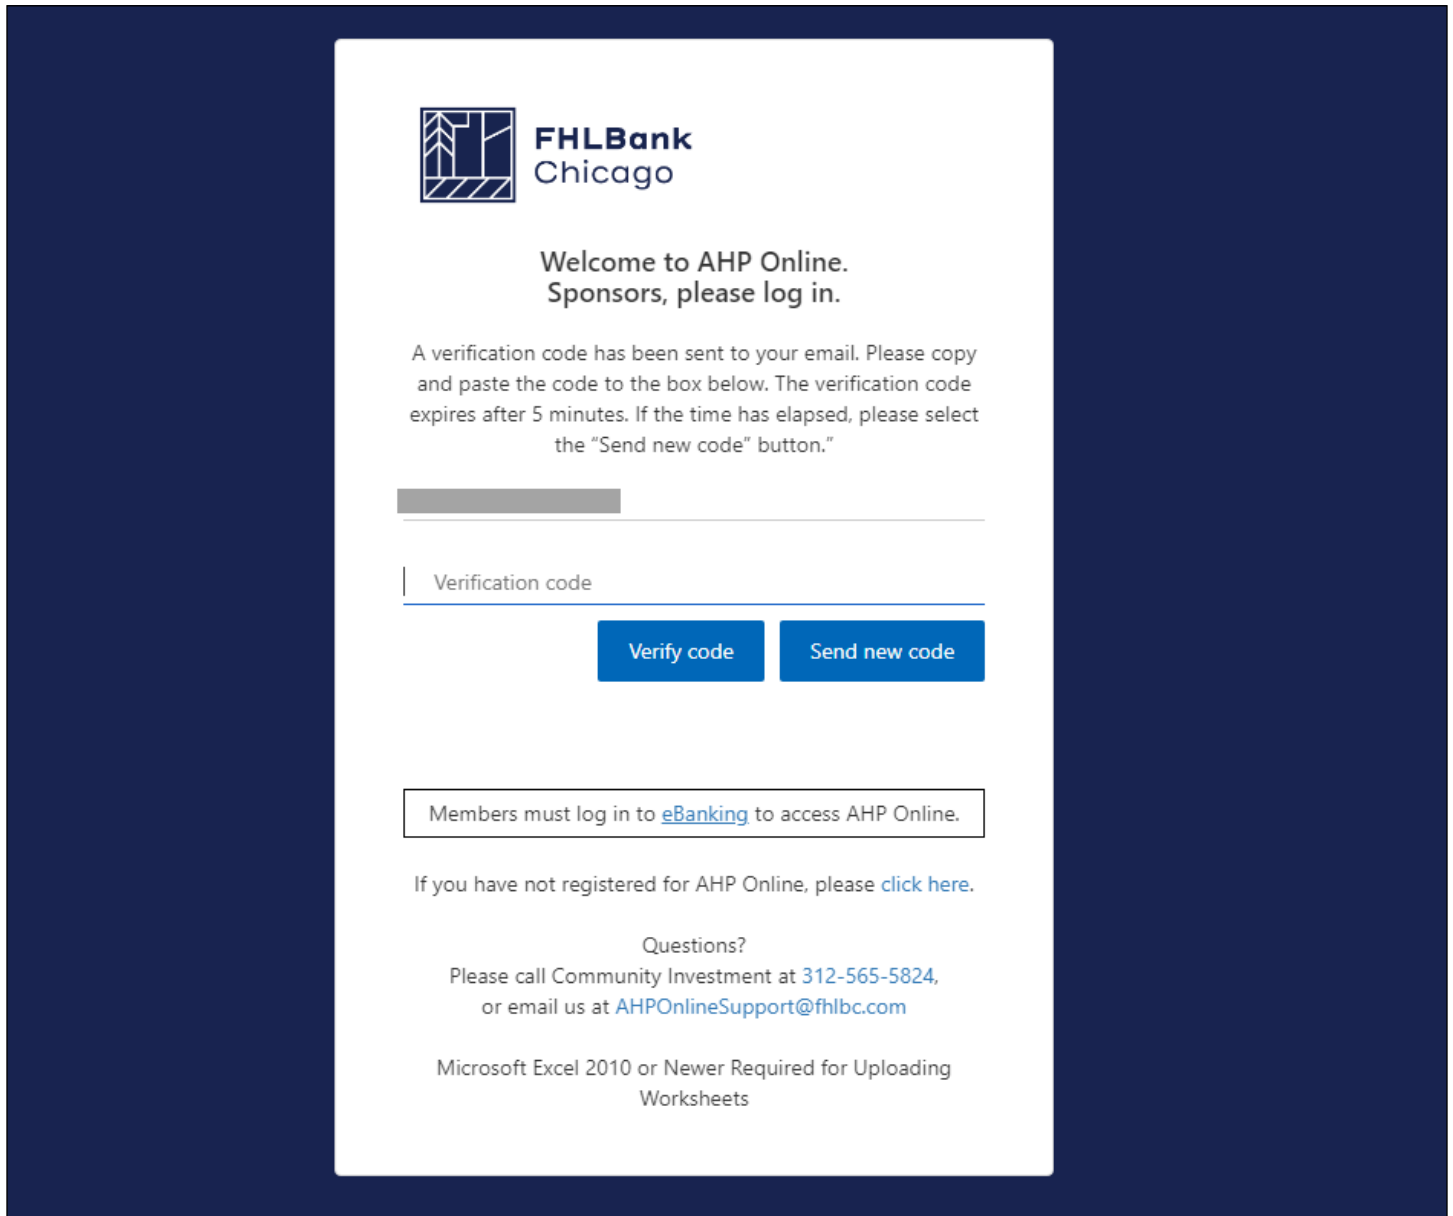 FHLBank
Chicago
Welcome to AHP Online.
Sponsors, please log in.
A verification code has been sent to your email. Please copy
and paste the code to the box below. The verification code
expires after 5 minutes. If the time has elapsed, please select
the “Send new code” button.”
Verification code
Verify code
Send new code
Members must log in to eBanking to access AHP Online.
If you have not registered for AHP Online, please click here.
Questions?
Please call Community Investment at 312-565-5824,
or email us at AHPOnlineSupport@fhlbc.com
Microsoft Excel 2010 or Newer Required for Uploading
Worksheets